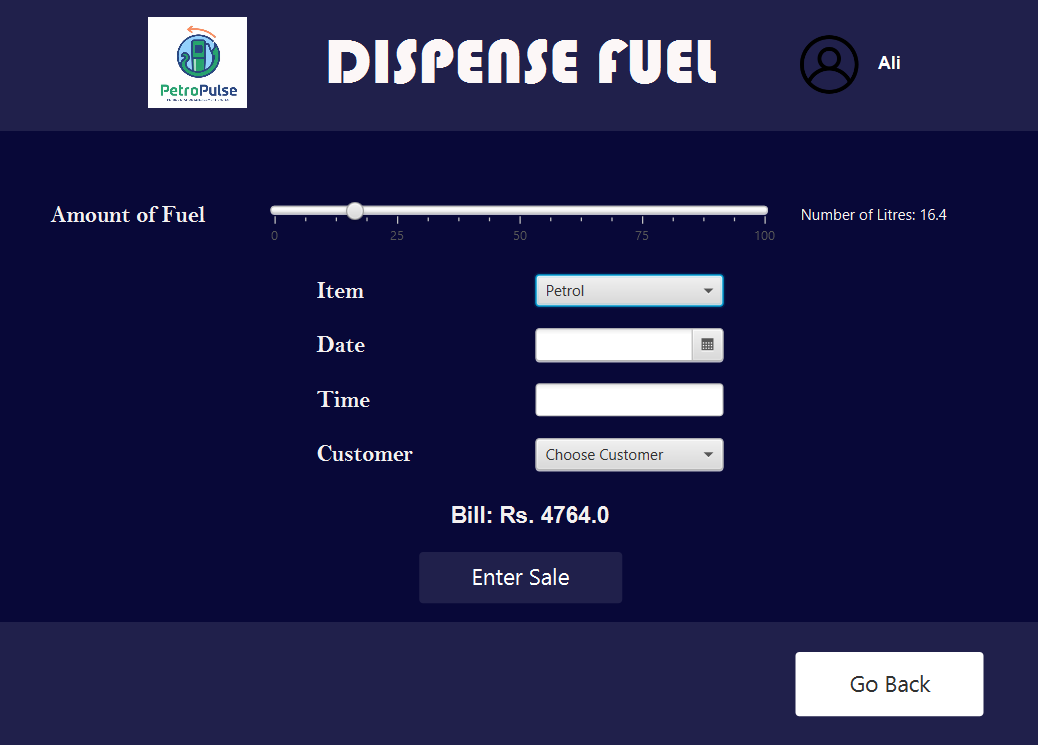 PetroPulse
DISPENSE FUEL
Ali
Amount of Fuel
0 25 50 75 100
Number of Litres: 16.4
Item
Petrol
Date
Time
Customer
Choose Customer
Bill: Rs. 4764.0
Enter Sale
Go Back